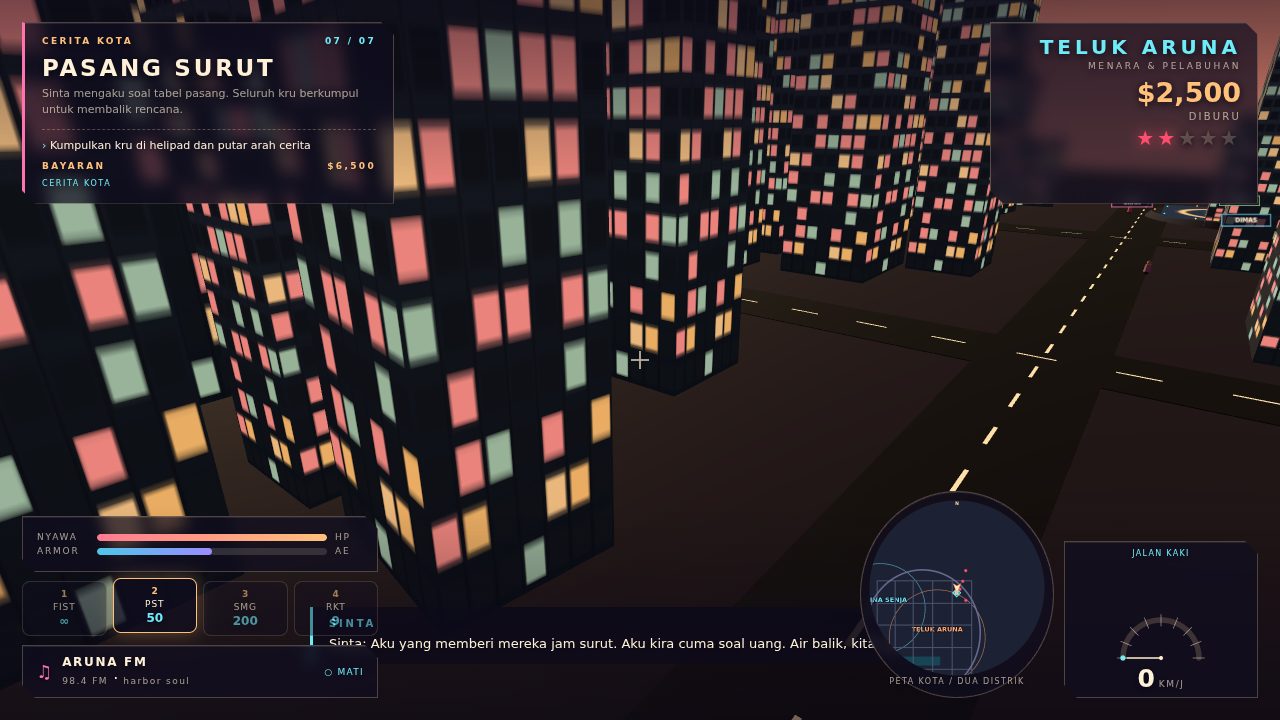 CERITA KOTA 07 / 07
PASANG SURUT
Sinta mengaku soal tabel pasang. Seluruh kru berkumpul
untuk membalik rencana.
› Kumpulkan kru di helipad dan putar arah cerita
BAYARAN $6,500
CERITA KOTA
TELUK ARUNA
MENARA & PELABUHAN
$2,500
DIBURU
★★★★★
DIMAS
NYAWA HP
ARMOR AE
1 2 3 4
FIST PST SMG RKT
∞ 50 200 9
SINTA
Sinta: Aku yang memberi mereka jam surut. Aku kira cuma soal uang. Air balik, kita
♫ ARUNA FM
98.4 FM · harbor soul
○ MATI
N
NA SENJA
TELUK ARUNA
PETA KOTA / DUA DISTRIK
JALAN KAKI
0 KM/J